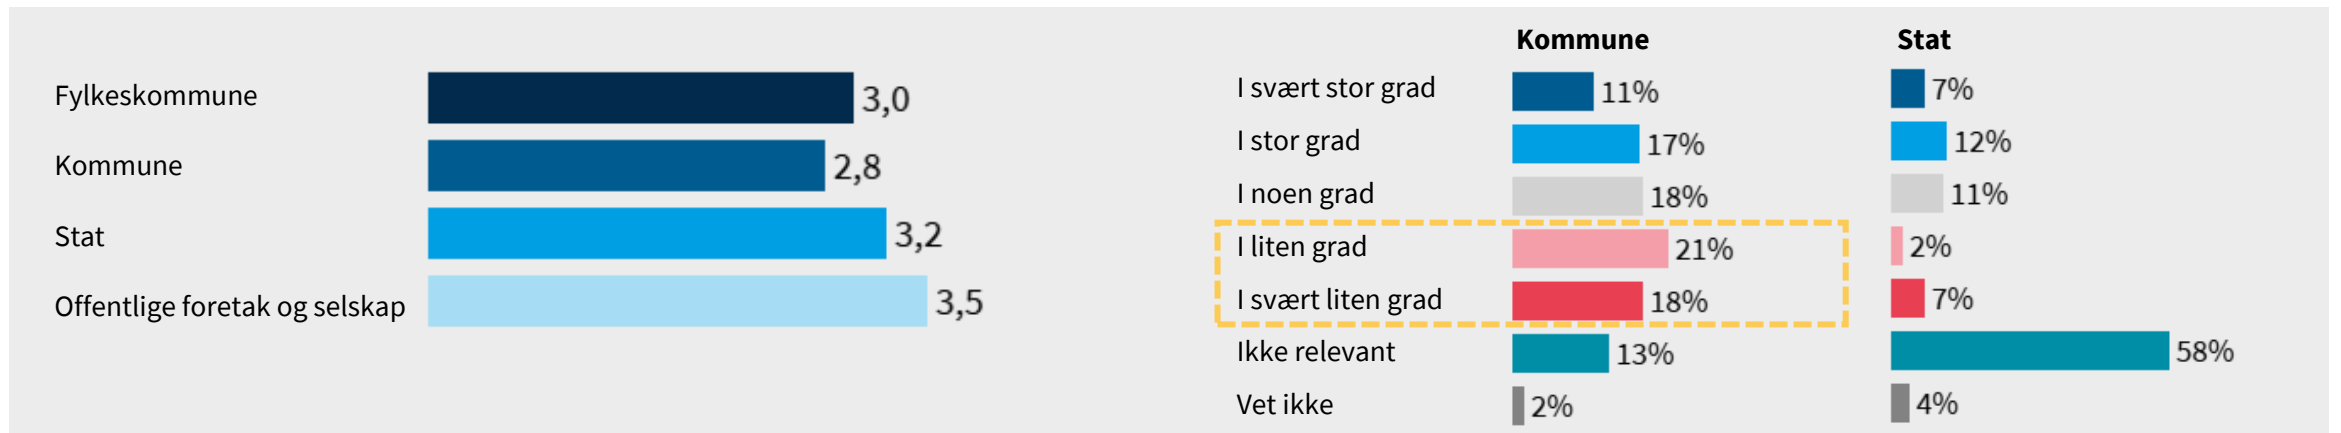 Fylkeskommune 3,0
Kommune 2,8
Stat 3,2
Offentlige foretak og selskap 3,5
Kommune Stat
I svært stor grad 11% 7%
I stor grad 17% 12%
I noen grad 18% 11%
I liten grad 21% 2%
I svært liten grad 18% 7%
Ikke relevant 13% 58%
Vet ikke 2% 4%